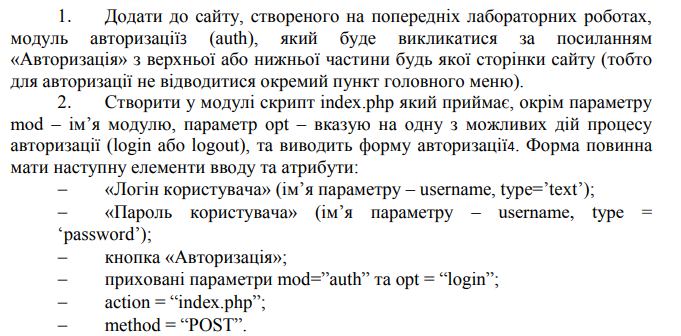 1. Додати до сайту, створеного на попередніх лабораторних роботах,
модуль авторизації3 (auth), який буде викликатися за посиланням
«Авторизація» з верхньої або нижньої частини будь якої сторінки сайту (тобто
для авторизації не відводитися окремий пункт головного меню).
2. Створити у модулі скрипт index.php який приймає, окрім параметру
mod – ім’я модулю, параметр opt – вказую на одну з можливих дій процесу
авторизації (login або logout), та виводить форму авторизації4. Форма повинна
мати наступну елементи вводу та атрибути:
– «Логін користувача» (ім’я параметру – username, type=’text’);
– «Пароль користувача» (ім’я параметру – username, type =
‘password’);
– кнопка «Авторизація»;
– приховані параметри mod=”auth” та opt = “login”;
– action = “index.php”;
– method = “POST”.